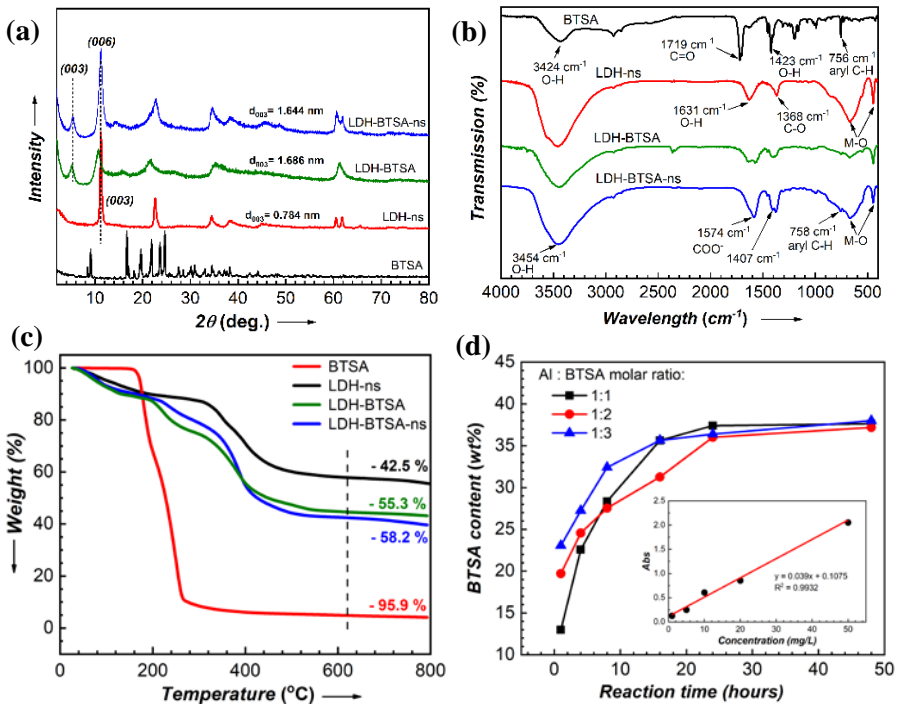 (a)
(003)
(006)
d003= 1.644 nm
LDH-BTSA-ns
d003= 1.686 nm
LDH-BTSA
(003)
d003= 0.784 nm
LDH-ns
BTSA
10 20 30 40 50 60 70 80
2θ (deg.)
Intensity
(b)
BTSA
3424 cm-1
O-H
1719 cm-1
C=O
1423 cm-1
O-H
756 cm-1
aryl C-H
LDH-ns
1631 cm-1
O-H
1368 cm-1
C-O
M-O
LDH-BTSA
LDH-BTSA-ns
3454 cm-1
O-H
1574 cm-1
COO-
1407 cm-1
758 cm-1
aryl C-H
M-O
4000 3500 3000 2500 2000 1500 1000 500
Wavelength (cm-1)
Transmission (%)
(c)
BTSA
LDH-ns
LDH-BTSA
LDH-BTSA-ns
- 42.5 %
- 55.3 %
- 58.2 %
- 95.9 %
100
80
60
40
20
0
0 200 400 600 800
Temperature (oC)
Weight (%)
(d)
Al : BTSA molar ratio:
1:1
1:2
1:3
45
40
35
30
25
20
15
10
0 10 20 30 40 50
Reaction time (hours)
BTSA content (wt%)
2.5
2.0
1.5
1.0
0.5
0.0
Abs
y = 0.039x + 0.1075
R2 = 0.9932
0 10 20 30 40 50
Concentration (mg/L)